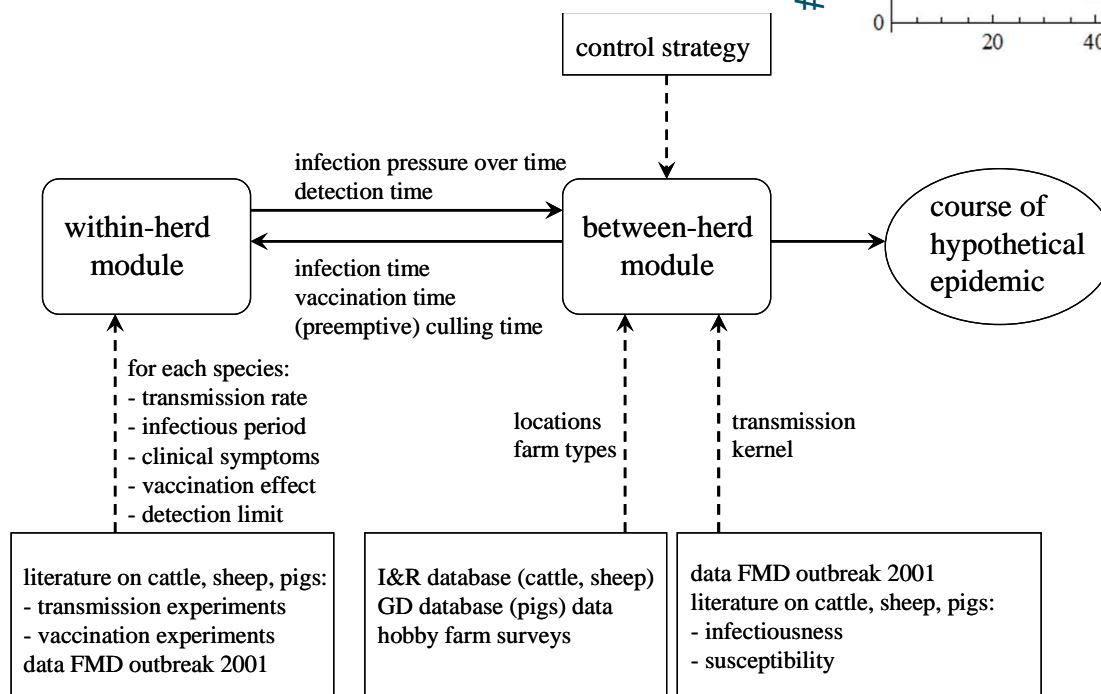 #
0
20
40
control strategy
infection pressure over time
detection time
within-herd
module
between-herd
module
course of
hypothetical
epidemic
infection time
vaccination time
(preemptive) culling time
for each species:
- transmission rate
- infectious period
- clinical symptoms
- vaccination effect
- detection limit
locations
farm types
transmission
kernel
literature on cattle, sheep, pigs:
- transmission experiments
- vaccination experiments
data FMD outbreak 2001
I&R database (cattle, sheep)
GD database (pigs) data
hobby farm surveys
data FMD outbreak 2001
literature on cattle, sheep, pigs:
- infectiousness
- susceptibility